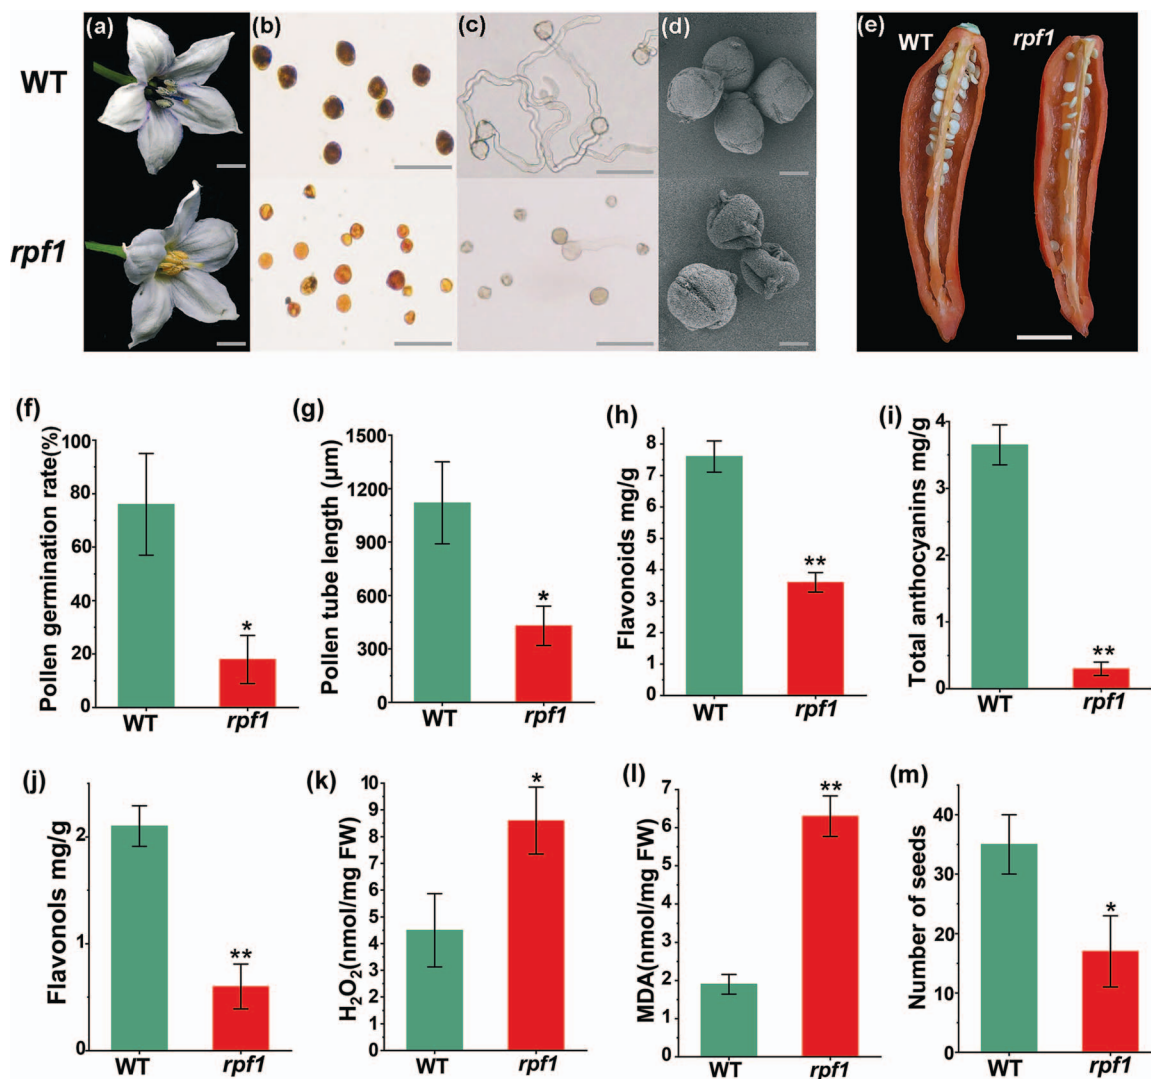 (a) (b) (c) (d) (e)
WT
WT rpf1
rpf1
(f) (g) (h) (i)
Pollen germination rate(%)
100
80
60
40
20
0
WT rpf1
*
Pollen tube length (μm)
1500
1200
900
600
300
0
WT rpf1
*
Flavonoids mg/g
8
7
6
5
4
3
2
1
0
WT rpf1
**
Total anthocyanins mg/g
4
3
2
1
0
WT rpf1
**
(j) (k) (l) (m)
Flavonols mg/g
2
1
0
WT rpf1
**
H₂O₂(nmol/mg FW)
10
9
8
7
6
5
4
3
2
1
0
WT rpf1
*
MDA(nmol/mg FW)
7
6
5
4
3
2
1
0
WT rpf1
**
Number of seeds
40
30
20
10
0
WT rpf1
*